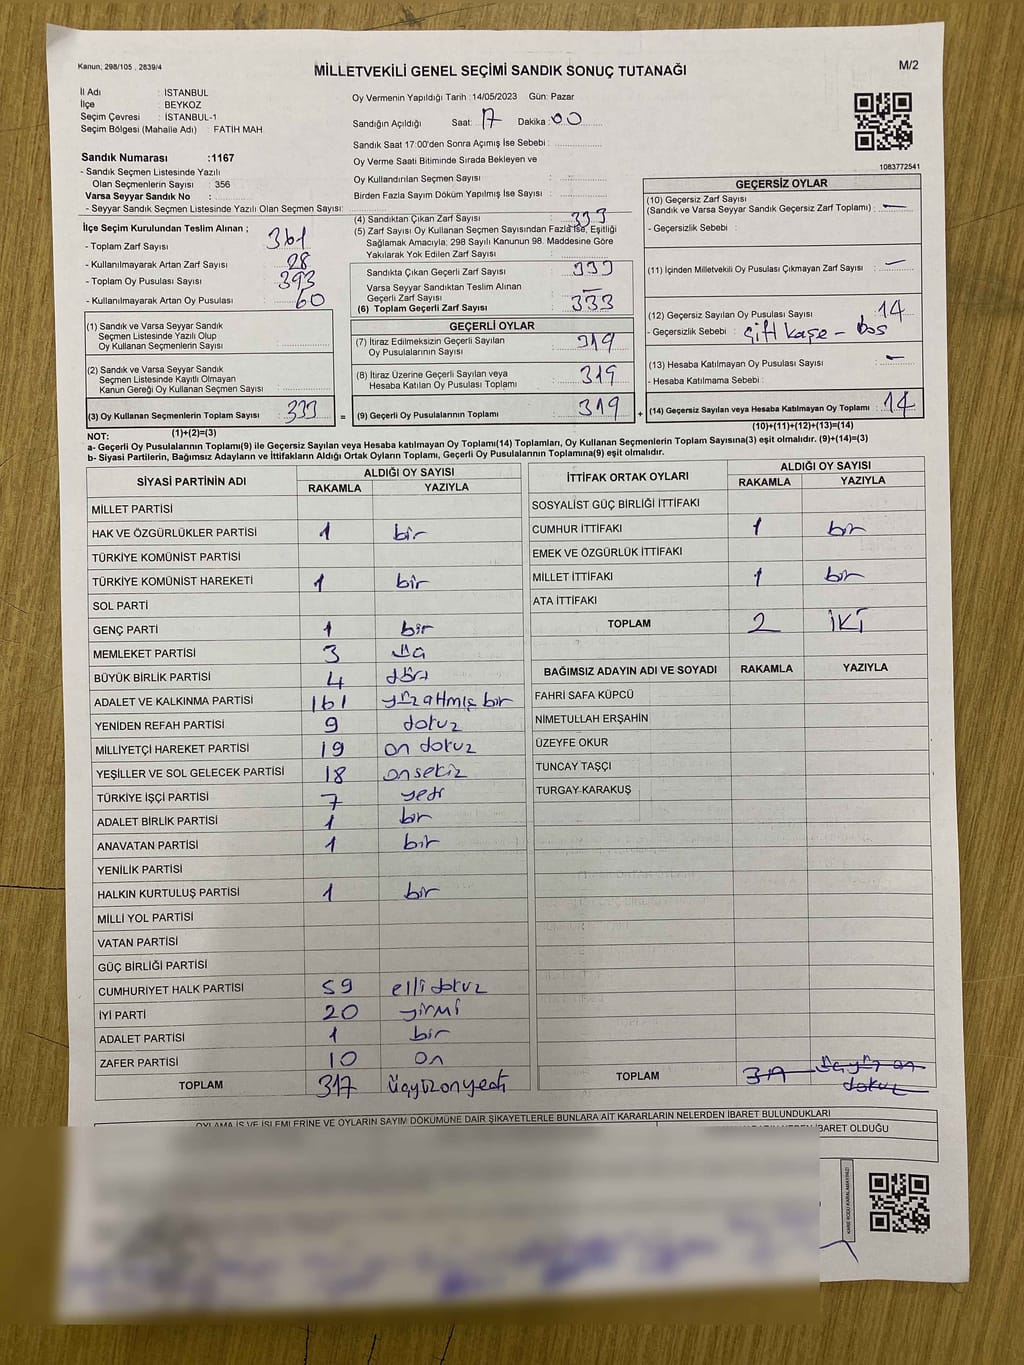 Kanun; 298/105 , 2839/4
MİLLETVEKİLİ GENEL SEÇİMİ SANDIK SONUÇ TUTANAĞI
M/2
İl Adı : İSTANBUL
İlçe : BEYKOZ
Seçim Çevresi : İSTANBUL-1
Seçim Bölgesi (Mahalle Adı) : FATİH MAH
Sandık Numarası :1167
- Sandık Seçmen Listesinde Yazılı
Olan Seçmenlerin Sayısı : 356
Varsa Seyyar Sandık No :
- Seyyar Sandık Seçmen Listesinde Yazılı Olan Seçmen Sayısı:
İlçe Seçim Kurulundan Teslim Alınan ;
- Toplam Zarf Sayısı : 361
- Kullanılmayarak Artan Zarf Sayısı : 28
- Toplam Oy Pusulası : 393
- Kullanılmayarak Artan Oy Pusulası : 60
(1) Sandık ve Varsa Seyyar Sandık
Seçmen Listesinde Yazılı Olup
Oy Kullanan Seçmenlerin Sayısı :
(2) Sandık ve Varsa Seyyar Sandık
Seçmen Listesinde Kayıtlı Olmayan
Kanun Gereği Oy Kullanan Seçmen Sayısı :
(3) Oy Kullanan Seçmenlerin Toplam Sayısı : 333
(1)+(2)=(3)
Oy Vermenin Yapıldığı Tarih :14/05/2023 Gün: Pazar
Sandığın Açıldığı Saat: 17 Dakika: 00
Sandık Saat 17:00'den Sonra Açımış İse Sebebi :
Oy Verme Saati Bitiminde Sırada Bekleyen ve
Oy Kullandırılan Seçmen Sayısı :
Birden Fazla Sayım Döküm Yapılmış İse Sayısı :
(4) Sandıktan Çıkan Zarf Sayısı : 333
(5) Zarf Sayısı Oy Kullanan Seçmen Sayısından Fazla İse, Eşitliği
Sağlamak Amacıyla, 298 Sayılı Kanunun 98. Maddesine Göre
Yakılarak Yok Edilen Zarf Sayısı :
Sandıkta Çıkan Geçerli Zarf Sayısı : 333
Varsa Seyyar Sandıktan Teslim Alınan
Geçerli Zarf Sayısı : —
(6) Toplam Geçerli Zarf Sayısı : 333
GEÇERLİ OYLAR
(7) İtiraz Edilmeksizin Geçerli Sayılan
Oy Pusulalarının Sayısı : 319
(8) İtiraz Üzerine Geçerli Sayılan veya
Hesaba Katılan Oy Pusulası Toplamı : 319
= (9) Geçerli Oy Pusulalarının Toplamı : 319 +
1083772541
GEÇERSİZ OYLAR
(10) Geçersiz Zarf Sayısı
(Sandık ve Varsa Seyyar Sandık Geçersiz Zarf Toplamı) : —
- Geçersizlik Sebebi :
(11) İçinden Milletvekili Oy Pusulası Çıkmayan Zarf Sayısı : —
(12) Geçersiz Sayılan Oy Pusulası Sayısı : 14
- Geçersizlik Sebebi : Çift kaşe - boş
(13) Hesaba Katılmayan Oy Pusulası Sayısı : —
- Hesaba Katılmama Sebebi :
(14) Geçersiz Sayılan veya Hesaba Katılmayan Oy Toplamı : 14
(10)+(11)+(12)+(13)=(14)
NOT:
a- Geçerli Oy Pusulalarının Toplamı(9) ile Geçersiz Sayılan veya Hesaba katılmayan Oy Toplamı(14) Toplamları, Oy Kullanan Seçmenlerin Toplam Sayısına(3) eşit olmalıdır. (9)+(14)=(3)
b- Siyasi Partilerin, Bağımsız Adayların ve İttifakların Aldığı Ortak Oyların Toplamı, Geçerli Oy Pusulalarının Toplamına(9) eşit olmalıdır.
SİYASİ PARTİNİN ADI ALDIĞI OY SAYISI
RAKAMLA YAZIYLA
MİLLET PARTİSİ
HAK VE ÖZGÜRLÜKLER PARTİSİ 1 bir
TÜRKİYE KOMÜNİST PARTİSİ
TÜRKİYE KOMÜNİST HAREKETİ 1 bir
SOL PARTİ
GENÇ PARTİ 1 bir
MEMLEKET PARTİSİ 3 üç
BÜYÜK BİRLİK PARTİSİ 4 dört
ADALET VE KALKINMA PARTİSİ 161 yüzatmış bir
YENİDEN REFAH PARTİSİ 9 dokuz
MİLLİYETÇİ HAREKET PARTİSİ 19 on dokuz
YEŞİLLER VE SOL GELECEK PARTİSİ 18 onsekiz
TÜRKİYE İŞÇİ PARTİSİ 7 yedi
ADALET BİRLİK PARTİSİ 1 bir
ANAVATAN PARTİSİ 1 bir
YENİLİK PARTİSİ
HALKIN KURTULUŞ PARTİSİ 1 bir
MİLLİ YOL PARTİSİ
VATAN PARTİSİ
GÜÇ BİRLİĞİ PARTİSİ
CUMHURİYET HALK PARTİSİ 59 elli dokuz
İYİ PARTİ 20 yirmi
ADALET PARTİSİ 1 bir
ZAFER PARTİSİ 10 on
TOPLAM 317 üçyüzonyedi
İTTİFAK ORTAK OYLARI ALDIĞI OY SAYISI
RAKAMLA YAZIYLA
SOSYALİST GÜÇ BİRLİĞİ İTTİFAKI
CUMHUR İTTİFAKI 1 bir
EMEK VE ÖZGÜRLÜK İTTİFAKI
MİLLET İTTİFAKI 1 bir
ATA İTTİFAKI
TOPLAM 2 İKİ
BAĞIMSIZ ADAYIN ADI VE SOYADI RAKAMLA YAZIYLA
FAHRİ SAFA KÜPCÜ
NİMETULLAH ERŞAHİN
ÜZEYFE OKUR
TUNCAY TAŞÇI
TURGAY KARAKUŞ
TOPLAM 319 üçyüz on
dokuz
OYLAMA İŞ VE İŞLEMLERİNE VE OYLARIN SAYIM DÖKÜMÜNE DAİR ŞİKAYETLERLE BUNLARA AİT KARARLARIN NELERDEN İBARET BULUNDUKLARI
İBARET OLDUĞU